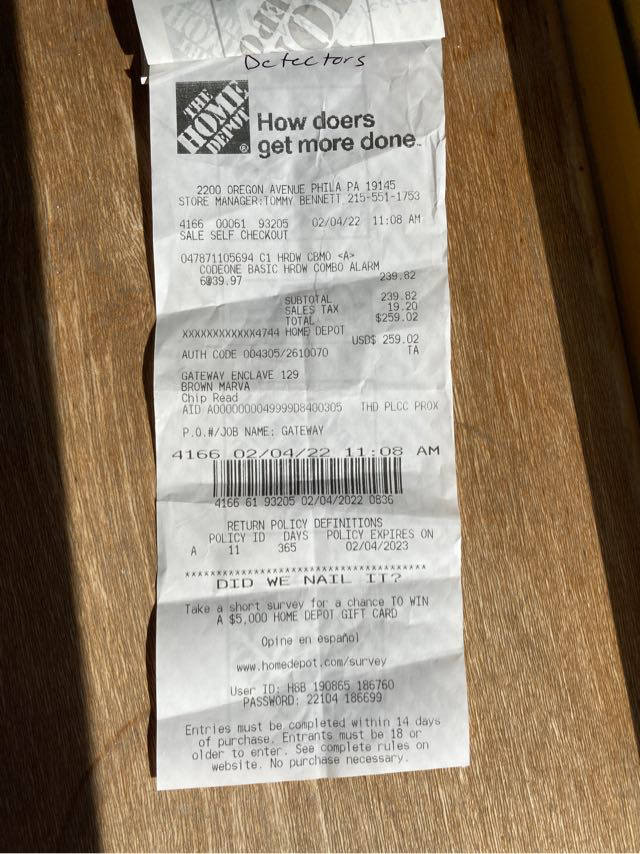 Detectors
THE
HOME
DEPOT
How doers
get more done.
2200 OREGON AVENUE PHILA PA 19145
STORE MANAGER:TOMMY BENNETT 215-551-1753
4166 00061 93205 02/04/22 11:08 AM
SALE SELF CHECKOUT
047871105694 C1 HRDW CBMO <A>
CODEONE BASIC HRDW COMBO ALARM
6@39.97 239.82
SUBTOTAL 239.82
SALES TAX 19.20
TOTAL $259.02
XXXXXXXXXXXX4744 HOME DEPOT
USD$ 259.02
AUTH CODE 004305/2610070 TA
GATEWAY ENCLAVE 129
BROWN MARVA
Chip Read
AID A0000000049999D8400305 THD PLCC PROX
P.O.#/JOB NAME: GATEWAY
4166 02/04/22 11:08 AM
4166 61 93205 02/04/2022 0836
RETURN POLICY DEFINITIONS
POLICY ID DAYS POLICY EXPIRES ON
A 11 365 02/04/2023
DID WE NAIL IT?
Take a short survey for a chance TO WIN
A $5,000 HOME DEPOT GIFT CARD
Opine en español
www.homedepot.com/survey
User ID: H8B 190865 186760
PASSWORD: 22104 186699
Entries must be completed within 14 days
of purchase. Entrants must be 18 or
older to enter. See complete rules on
website. No purchase necessary.